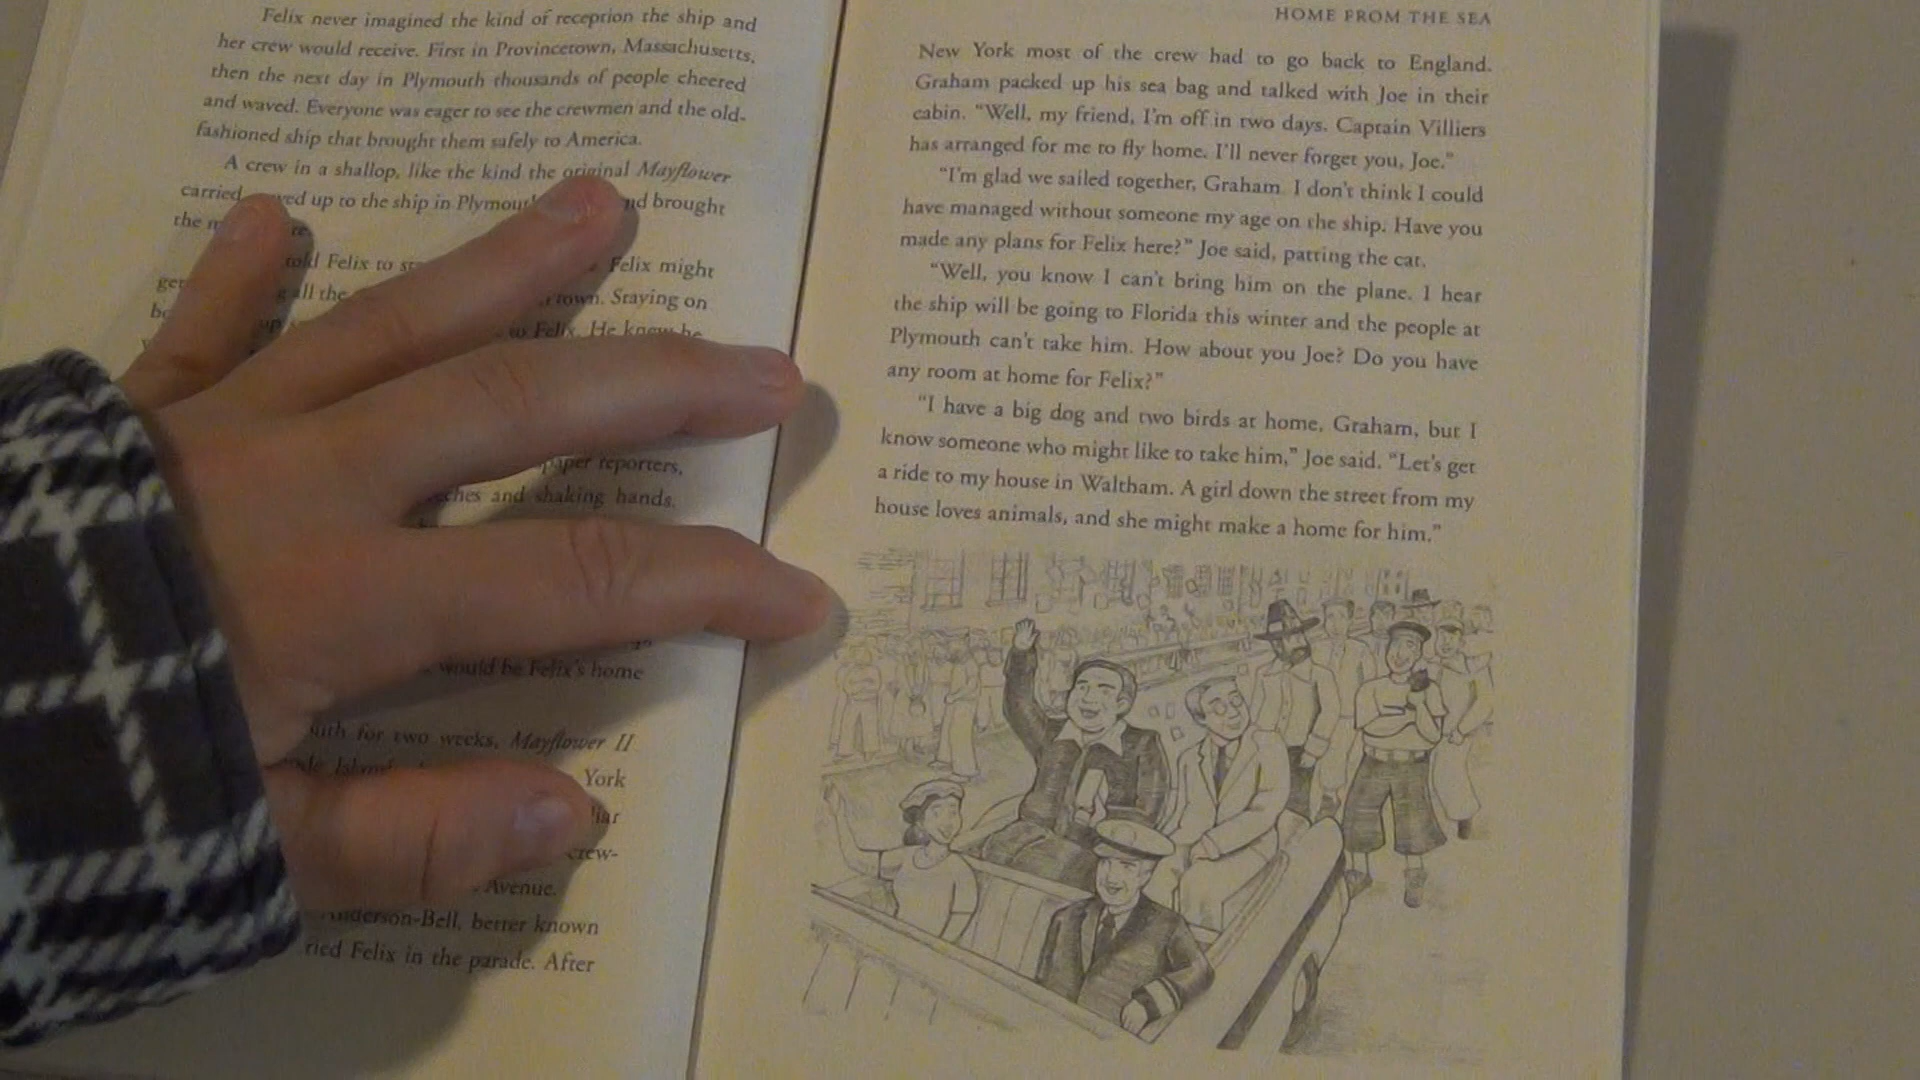 Felix never imagined the kind of reception the ship and
her crew would receive. First in Provincetown, Massachusetts,
then the next day in Plymouth thousands of people cheered
and waved. Everyone was eager to see the crewmen and the old-
fashioned ship that brought them safely to America.
A crew in a shallop, like the kind the original Mayflower
carried up to the ship in brought
the
told Felix to Felix might
all the Staying on
to Felix. He knew he
reporters,
and shaking hands.
would be Felix's home
for two weeks, Mayflower II
York
Avenue.
better known
Felix in the parade. After
HOME FROM THE SEA
New York most of the crew had to go back to England.
Graham packed up his sea bag and talked with Joe in their
cabin. "Well, my friend, I'm off in two days. Captain Villiers
has arranged for me to fly home. I'll never forget you, Joe."
"I'm glad we sailed together, Graham. I don't think I could
have managed without someone my age on the ship. Have you
made any plans for Felix here?" Joe said, patting the cat.
"Well, you know I can't bring him on the plane. I hear
the ship will be going to Florida this winter and the people at
Plymouth can't take him. How about you Joe? Do you have
any room at home for Felix?"
"I have a big dog and two birds at home, Graham, but I
know someone who might like to take him," Joe said. "Let's get
a ride to my house in Waltham. A girl down the street from my
house loves animals, and she might make a home for him."